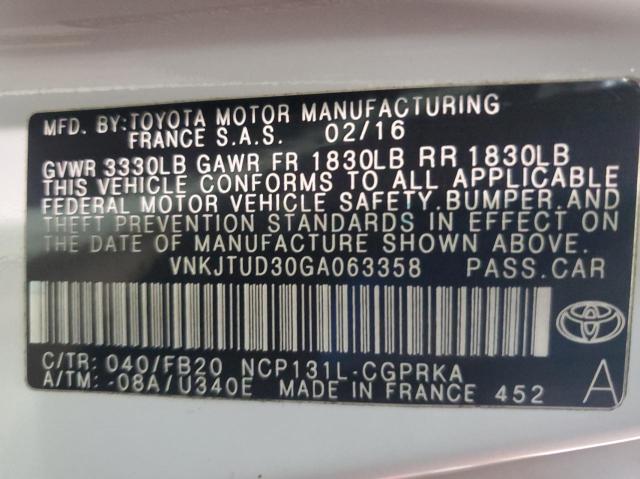 MFD. BY: TOYOTA MOTOR MANUFACTURING
FRANCE S.A.S. 02/16
GVWR 3330LB GAWR FR 1830LB RR 1830LB
THIS VEHICLE CONFORMS TO ALL APPLICABLE
FEDERAL MOTOR VEHICLE SAFETY, BUMPER, AND
THEFT PREVENTION STANDARDS IN EFFECT ON
THE DATE OF MANUFACTURE SHOWN ABOVE.
VNKJTUD30GA063358 PASS.CAR
C/TR: 040/FB20 NCP131L-CGPRKA
A/TM: -08A/U340E MADE IN FRANCE 452
A